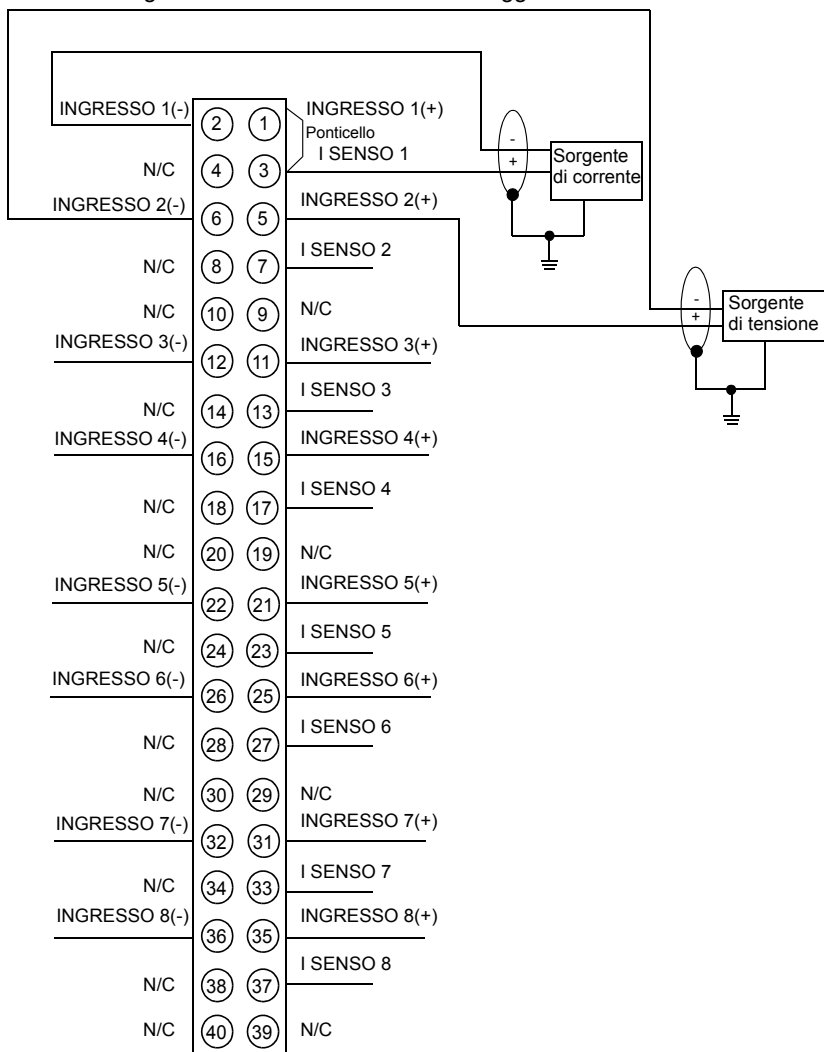 INGRESSO 1(-) 2 1 INGRESSO 1(+)
Ponticello
N/C 4 3 I SENSO 1
- +
Sorgente
di corrente
INGRESSO 2(-) 6 5 INGRESSO 2(+)
N/C 8 7 I SENSO 2
N/C 10 9 N/C
- +
Sorgente
di tensione
INGRESSO 3(-) 12 11 INGRESSO 3(+)
N/C 14 13 I SENSO 3
INGRESSO 4(-) 16 15 INGRESSO 4(+)
N/C 18 17 I SENSO 4
N/C 20 19 N/C
INGRESSO 5(-) 22 21 INGRESSO 5(+)
N/C 24 23 I SENSO 5
INGRESSO 6(-) 26 25 INGRESSO 6(+)
N/C 28 27 I SENSO 6
N/C 30 29 N/C
INGRESSO 7(-) 32 31 INGRESSO 7(+)
N/C 34 33 I SENSO 7
INGRESSO 8(-) 36 35 INGRESSO 8(+)
N/C 38 37 I SENSO 8
N/C 40 39 N/C